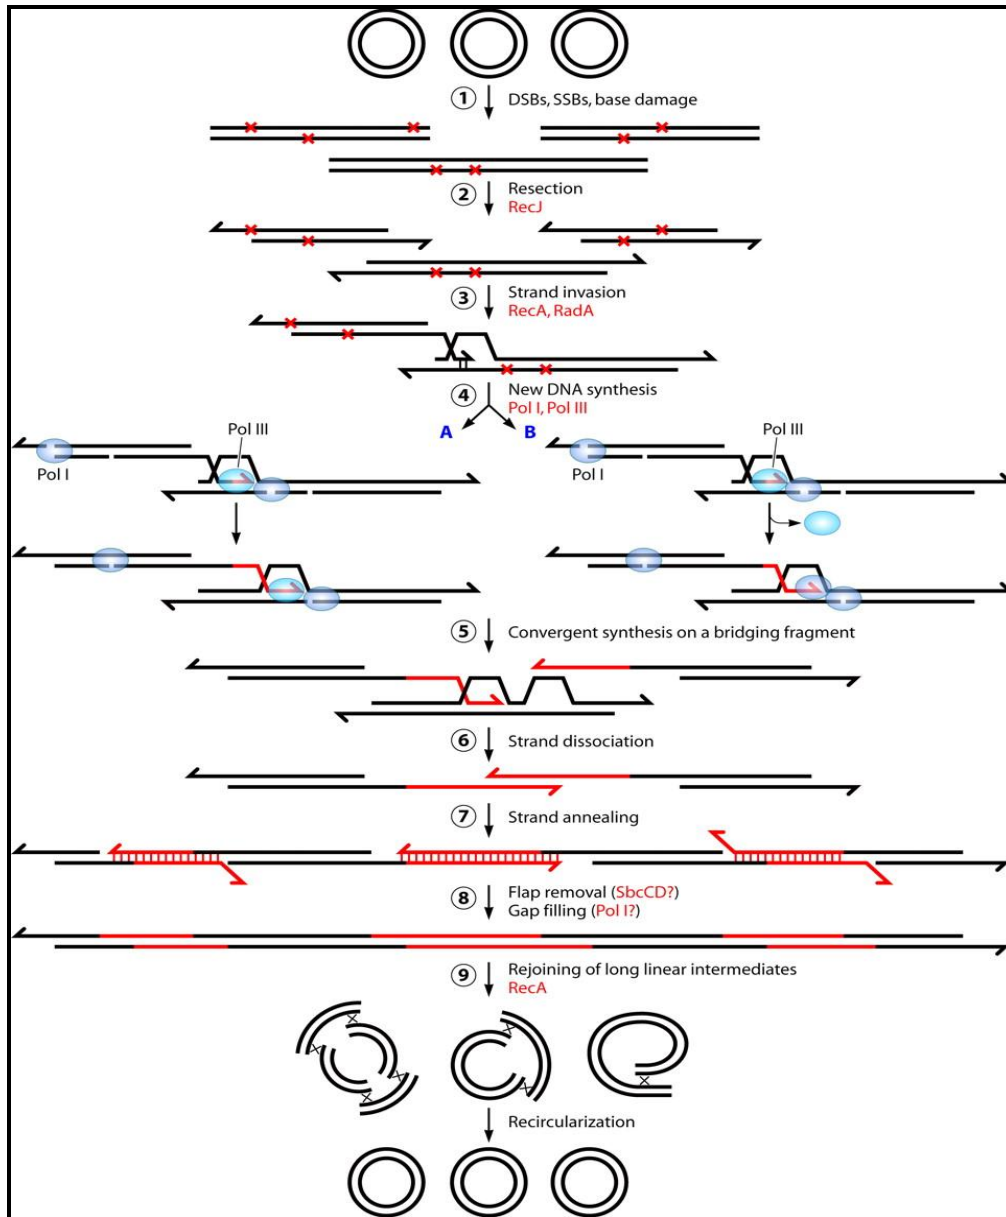 1 DSBs, SSBs, base damage
2 Resection
RecJ
3 Strand invasion
RecA, RadA
4 New DNA synthesis
Pol I, Pol III
A B
Pol III
Pol I
Pol III
Pol I
5 Convergent synthesis on a bridging fragment
6 Strand dissociation
7 Strand annealing
8 Flap removal (SbcCD?)
Gap filling (Pol I?)
9 Rejoining of long linear intermediates
RecA
Recircularization